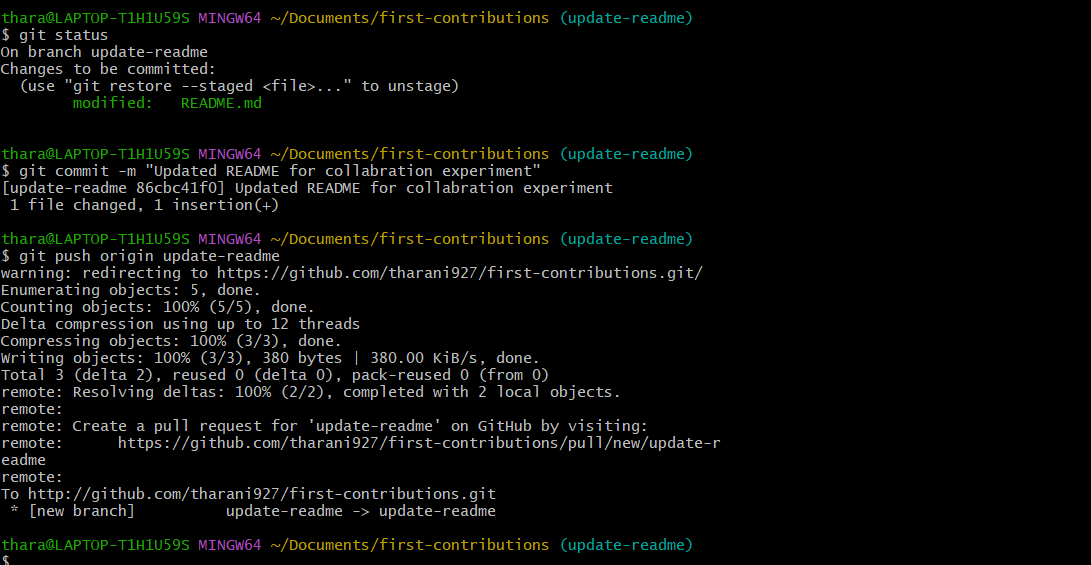 thara@LAPTOP-T1H1U59S MINGW64 ~/Documents/first-contributions (update-readme)
$ git status
On branch update-readme
Changes to be committed:
  (use "git restore --staged <file>..." to unstage)
        modified:   README.md

thara@LAPTOP-T1H1U59S MINGW64 ~/Documents/first-contributions (update-readme)
$ git commit -m "Updated README for collabration experiment"
[update-readme 86cbc41f0] Updated README for collabration experiment
 1 file changed, 1 insertion(+)

thara@LAPTOP-T1H1U59S MINGW64 ~/Documents/first-contributions (update-readme)
$ git push origin update-readme
warning: redirecting to https://github.com/tharani927/first-contributions.git/
Enumerating objects: 5, done.
Counting objects: 100% (5/5), done.
Delta compression using up to 12 threads
Compressing objects: 100% (3/3), done.
Writing objects: 100% (3/3), 380 bytes | 380.00 KiB/s, done.
Total 3 (delta 2), reused 0 (delta 0), pack-reused 0 (from 0)
remote: Resolving deltas: 100% (2/2), completed with 2 local objects.
remote:
remote: Create a pull request for 'update-readme' on GitHub by visiting:
remote:      https://github.com/tharani927/first-contributions/pull/new/update-r
eadme
remote:
To http://github.com/tharani927/first-contributions.git
 * [new branch]          update-readme -> update-readme

thara@LAPTOP-T1H1U59S MINGW64 ~/Documents/first-contributions (update-readme)
$